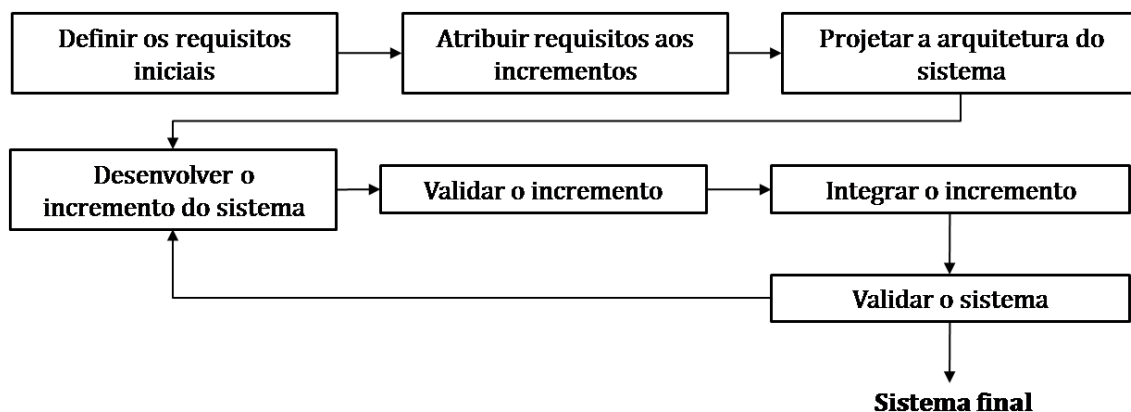 Definir os requisitos
iniciais
Atribuir requisitos aos
incrementos
Projetar a arquitetura do
sistema
Desenvolver o
incremento do sistema
Validar o incremento
Integrar o incremento
Validar o sistema
Sistema final